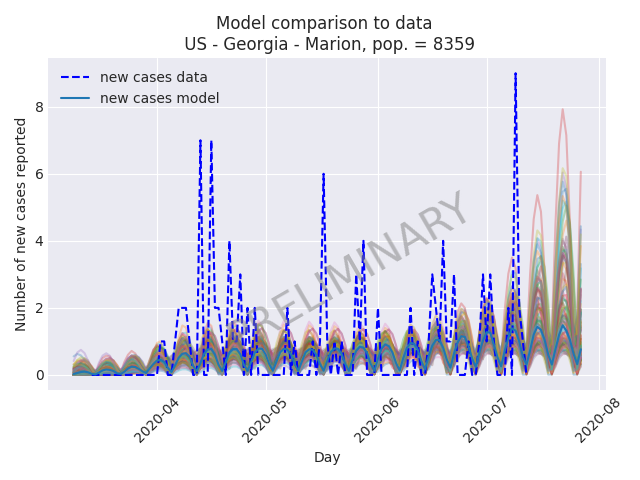 Model comparison to data
US - Georgia - Marion, pop. = 8359
new cases data
new cases model
PRELIMINARY
Number of new cases reported
8
6
4
2
0
2020-04
2020-05
2020-06
2020-07
2020-08
Day